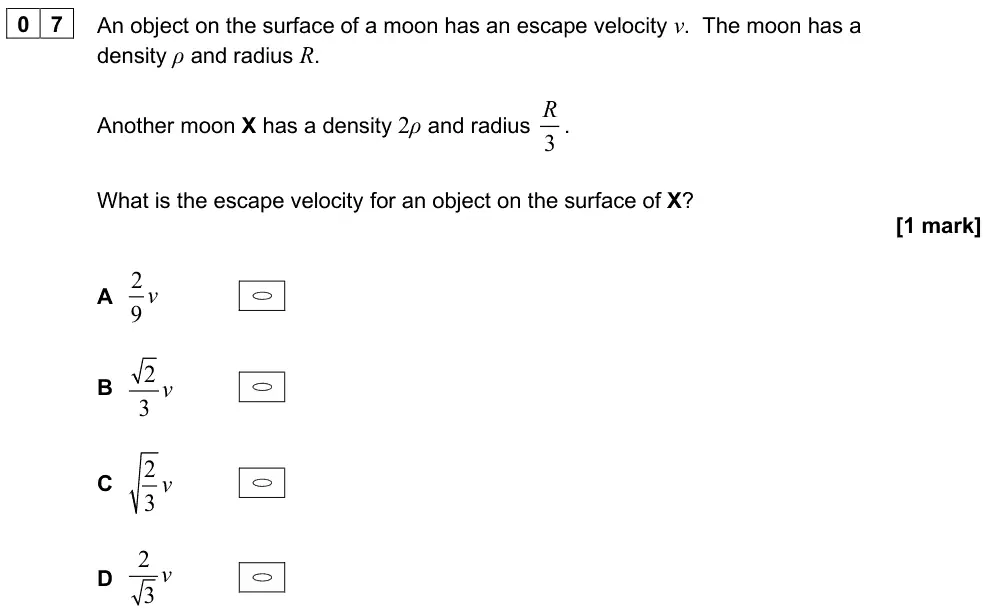 0 7 An object on the surface of a moon has an escape velocity v. The moon has a
density ρ and radius R.
Another moon X has a density 2ρ and radius R/3.
What is the escape velocity for an object on the surface of X?
[1 mark]
A 2/9 v
B √2/3 v
C √(2/3) v
D 2/√3 v